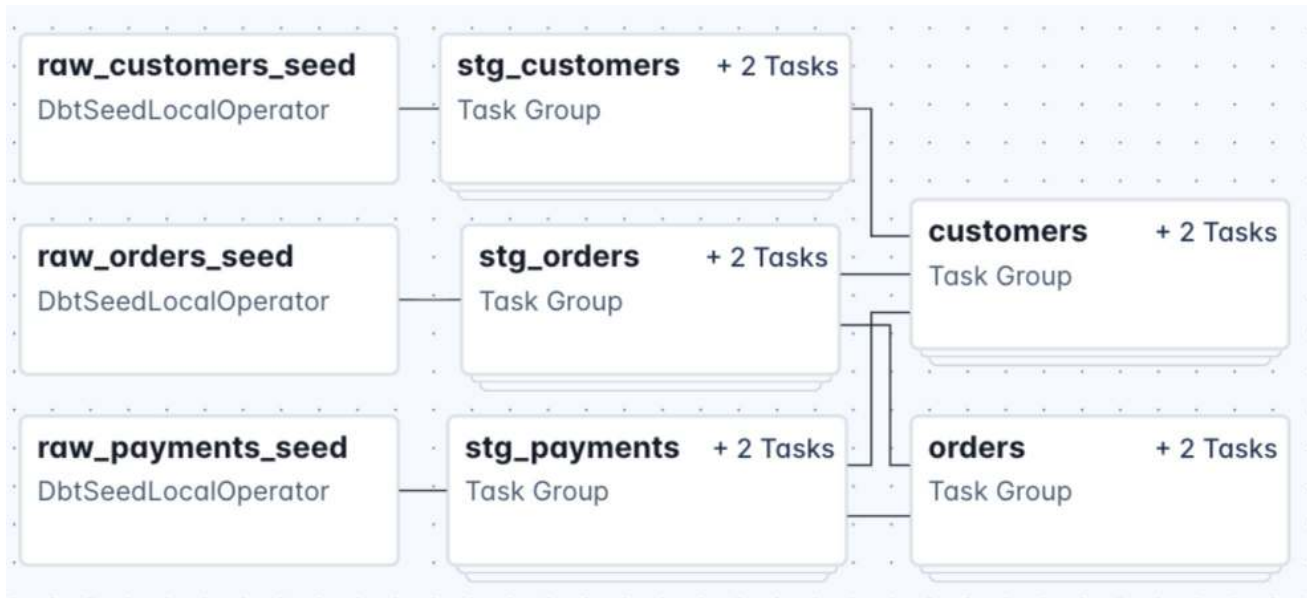 raw_customers_seed
DbtSeedLocalOperator
stg_customers + 2 Tasks
Task Group
raw_orders_seed
DbtSeedLocalOperator
stg_orders + 2 Tasks
Task Group
raw_payments_seed
DbtSeedLocalOperator
stg_payments + 2 Tasks
Task Group
customers + 2 Tasks
Task Group
orders + 2 Tasks
Task Group